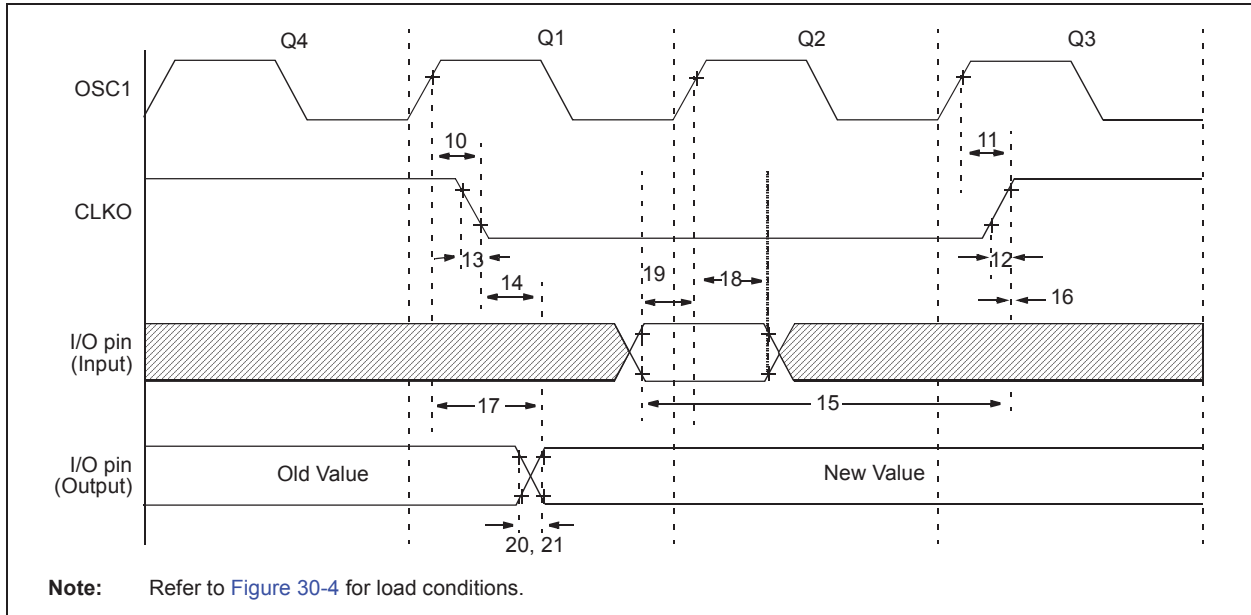 Q4 Q1 Q2 Q3
OSC1
10 11
CLKO
13 12
14 19 18 16
I/O pin
(Input)
17 15
I/O pin
(Output)
Old Value New Value
20, 21
Note: Refer to Figure 30-4 for load conditions.